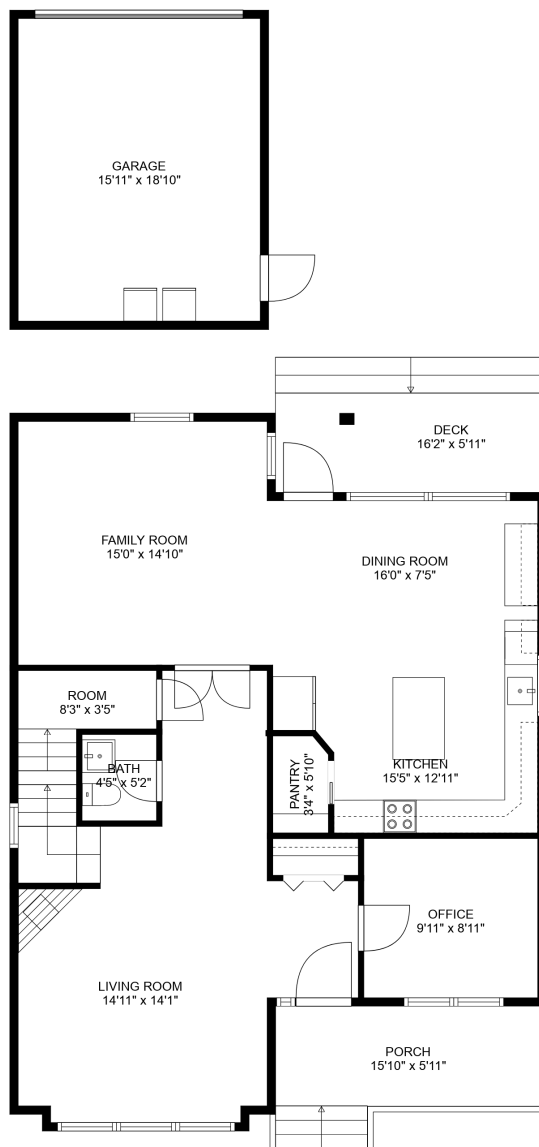 GARAGE
15'11" x 18'10"
DECK
16'2" x 5'11"
FAMILY ROOM
15'0" x 14'10"
DINING ROOM
16'0" x 7'5"
ROOM
8'3" x 3'5"
BATH
4'5" x 5'2"
PANTRY
3'4" x 5'10"
KITCHEN
15'5" x 12'11"
OFFICE
9'11" x 8'11"
LIVING ROOM
14'11" x 14'1"
PORCH
15'10" x 5'11"